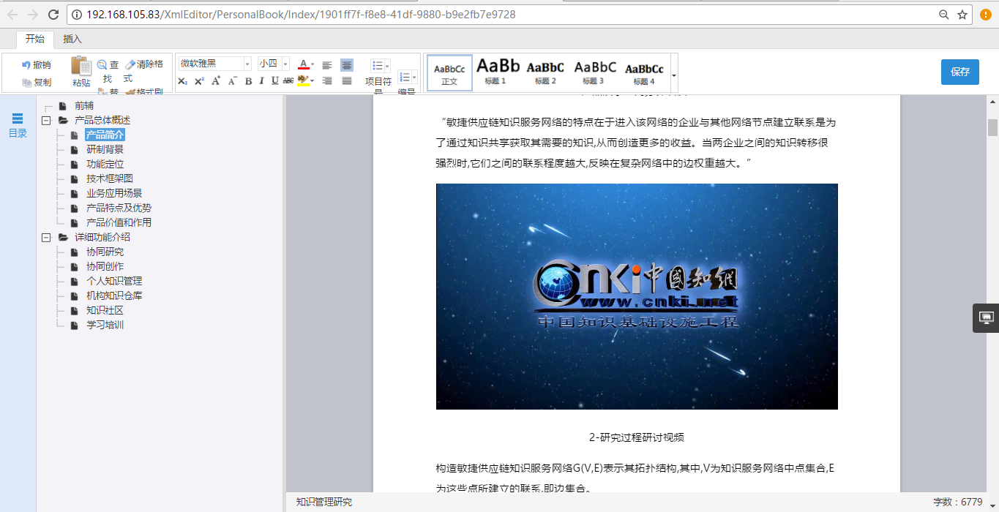 192.168.105.83/XmlEditor/PersonalBook/Index/1901ff7f-f8e8-41df-9880-b9e2fb7e9728
开始 插入
撤销
复制
粘贴
查找
替
清除格式
格式刷
微软雅黑 小四
项目符号
编号
AaBbCc 正文
AaBb 标题 1
AaBbC 标题 2
AaBbC 标题 3
AaBbCc 标题 4
保存
目录
前辅
产品总体概述
产品简介
研制背景
功能定位
技术框架图
业务应用场景
产品特点及优势
产品价值和作用
详细功能介绍
协同研究
协同创作
个人知识管理
机构知识仓库
知识社区
学习培训
“敏捷供应链知识服务网络的特点在于进入该网络的企业与其他网络节点建立联系是为
了通过知识共享获取其需要的知识,从而创造更多的收益。当两企业之间的知识转移很
强烈时,它们之间的联系程度越大,反映在复杂网络中的边权重越大。”
cnki中国知網
www.cnki.net
中国知识基础设施工程
2-研究过程研讨视频
构造敏捷供应链知识服务网络G(V,E)表示其拓扑结构,其中,V为知识服务网络中点集合,E
为这些点所建立的联系,即边集合。
知识管理研究
字数：6779